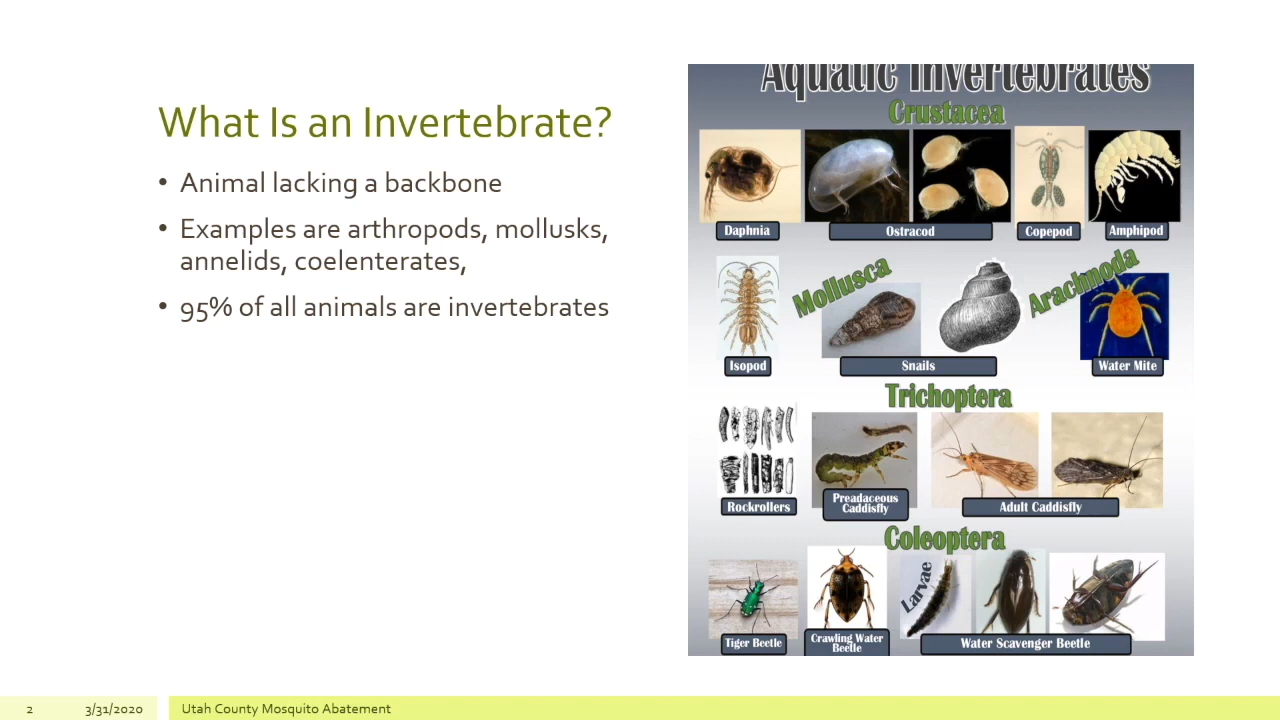 What Is an Invertebrate?
• Animal lacking a backbone
• Examples are arthropods, mollusks,
annelids, coelenterates,
• 95% of all animals are invertebrates
Aquatic Invertebrates
Crustacea
Daphnia
Ostracod
Copepod
Amphipod
Mollusca
Arachnoda
Isopod
Snails
Water Mite
Trichoptera
Rockrollers
Preadaceous
Caddisfly
Adult Caddisfly
Coleoptera
Larvae
Tiger Beetle
Crawling Water
Beetle
Water Scavenger Beetle
2
3/31/2020
Utah County Mosquito Abatement